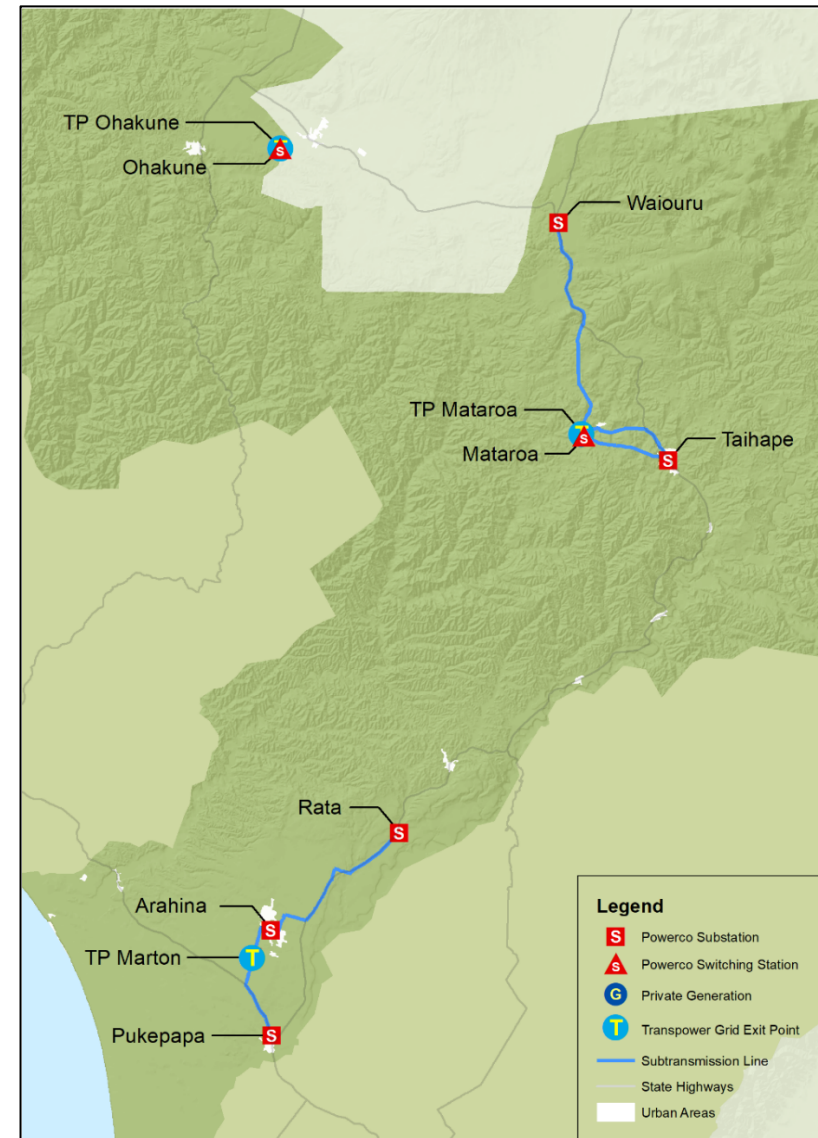 TP Ohakune
Ohakune
S
Waiouru
S
TP Mataroa
Mataroa
S
Taihape
S
Rata
S
Arahina
S
TP Marton
T
Pukepapa
S
Legend
S Powerco Substation
S Powerco Switching Station
G Private Generation
T Transpower Grid Exit Point
Subtransmission Line
State Highways
Urban Areas